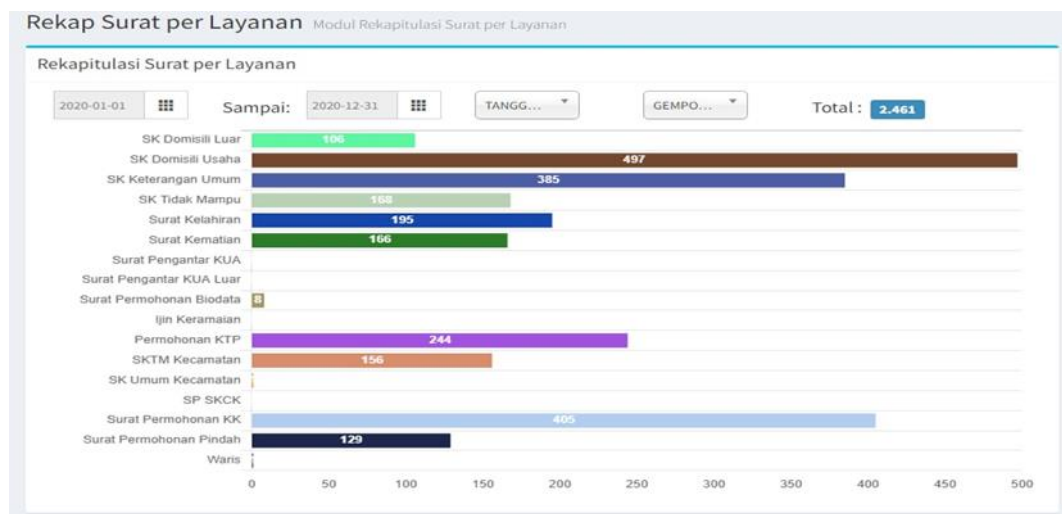 Rekap Surat per Layanan Modul Rekapitulasi Surat per Layanan
Rekapitulasi Surat per Layanan
2020-01-01 Sampai: 2020-12-31 TANGG... GEMPO... Total : 2.461
SK Domisili Luar 106
SK Domisili Usaha 497
SK Keterangan Umum 385
SK Tidak Mampu 168
Surat Kelahiran 195
Surat Kematian 166
Surat Pengantar KUA
Surat Pengantar KUA Luar
Surat Permohonan Biodata 8
Ijin Keramaian
Permohonan KTP 244
SKTM Kecamatan 156
SK Umum Kecamatan
SP SKCK
Surat Permohonan KK 405
Surat Permohonan Pindah 129
Waris
0 50 100 150 200 250 300 350 400 450 500